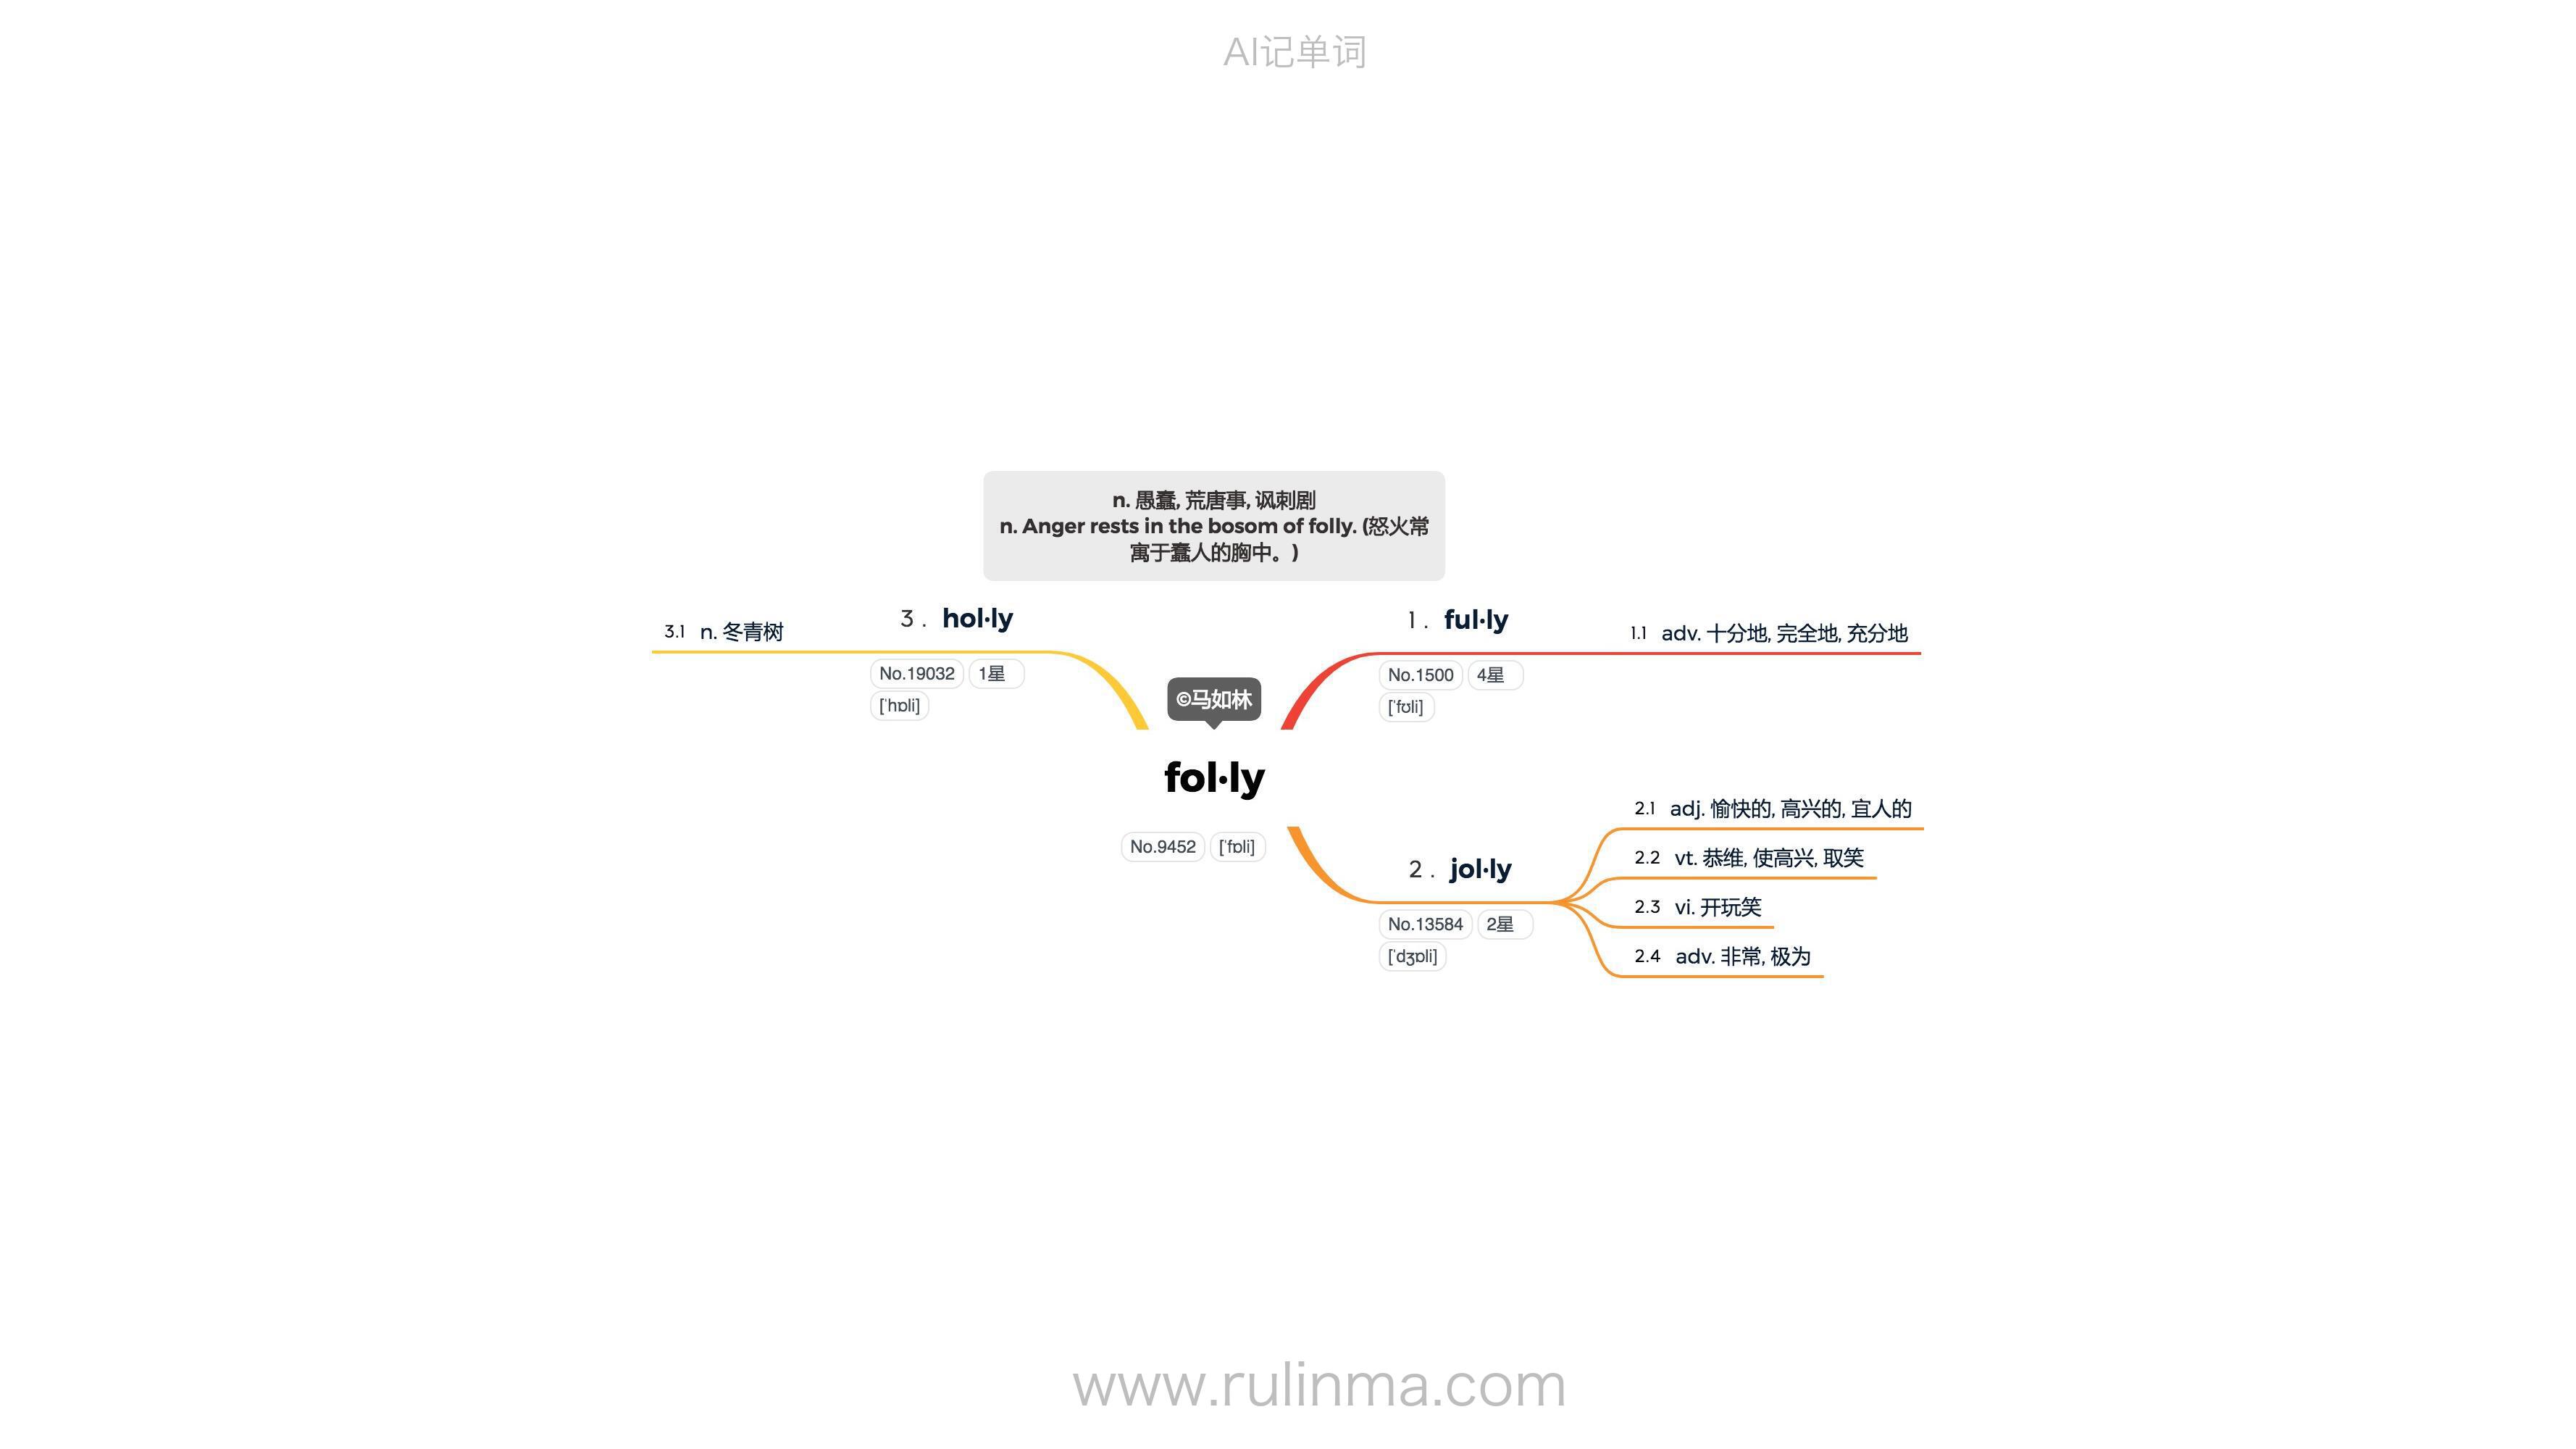 AI记单词
n. 愚蠢, 荒唐事, 讽刺剧
n. Anger rests in the bosom of folly. (怒火常
寓于蠢人的胸中。)
©马如林
fol·ly
No.9452 ['fɒli]
1 . ful·ly
No.1500 4星
['fʊli]
1.1 adv. 十分地, 完全地, 充分地
2 . jol·ly
No.13584 2星
['dʒɒli]
2.1 adj. 愉快的, 高兴的, 宜人的
2.2 vt. 恭维, 使高兴, 取笑
2.3 vi. 开玩笑
2.4 adv. 非常, 极为
3 . hol·ly
No.19032 1星
['hɒli]
3.1 n. 冬青树
www.rulinma.com